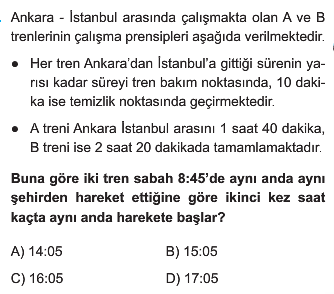 Ankara - İstanbul arasında çalışmakta olan A ve B
trenlerinin çalışma prensipleri aşağıda verilmektedir.
• Her tren Ankara'dan İstanbul'a gittiği sürenin ya-
rısı kadar süreyi tren bakım noktasında, 10 daki-
ka ise temizlik noktasında geçirmektedir.
• A treni Ankara İstanbul arasını 1 saat 40 dakika,
B treni ise 2 saat 20 dakikada tamamlamaktadır.
Buna göre iki tren sabah 8:45'de aynı anda aynı
şehirden hareket ettiğine göre ikinci kez saat
kaçta aynı anda harekete başlar?
A) 14:05 B) 15:05
C) 16:05 D) 17:05